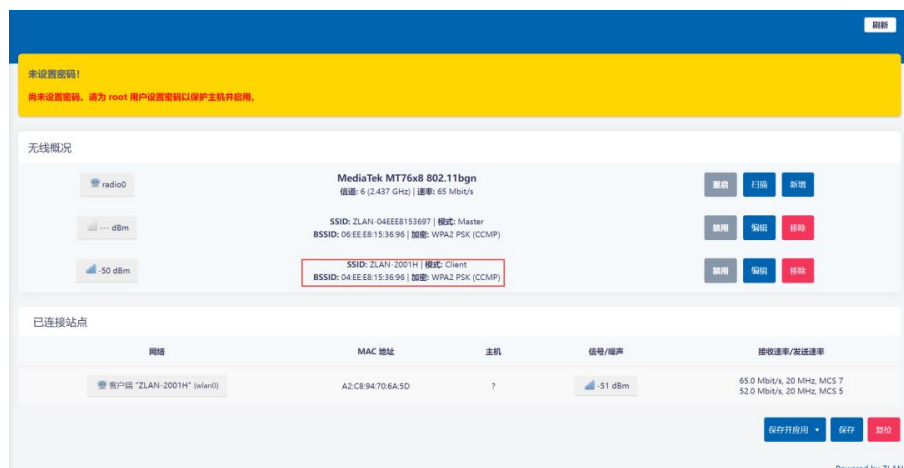 刷新
未设置密码!
尚未设置密码。请为 root 用户设置密码以保护主机并启用。
无线概况
radio0
MediaTek MT76x8 802.11bgn
信道: 6 (2.437 GHz) | 速率: 65 Mbit/s
重启 扫描 新增
--- dBm
SSID: ZLAN-04EEE8153697 | 模式: Master
BSSID: 06:EE:E8:15:36:96 | 加密: WPA2 PSK (CCMP)
禁用 编辑 移除
-50 dBm
SSID: ZLAN-2001H | 模式: Client
BSSID: 04:EE:E8:15:36:96 | 加密: WPA2 PSK (CCMP)
禁用 编辑 移除
已连接站点
网络 MAC 地址 主机 信号/噪声 接收速率/发送速率
客户端 "ZLAN-2001H" (wlan0) A2:C8:94:70:6A:5D ? -51 dBm 65.0 Mbit/s, 20 MHz, MCS 7
52.0 Mbit/s, 20 MHz, MCS 5
保存并应用 保存 复位
Powered by ZLAN